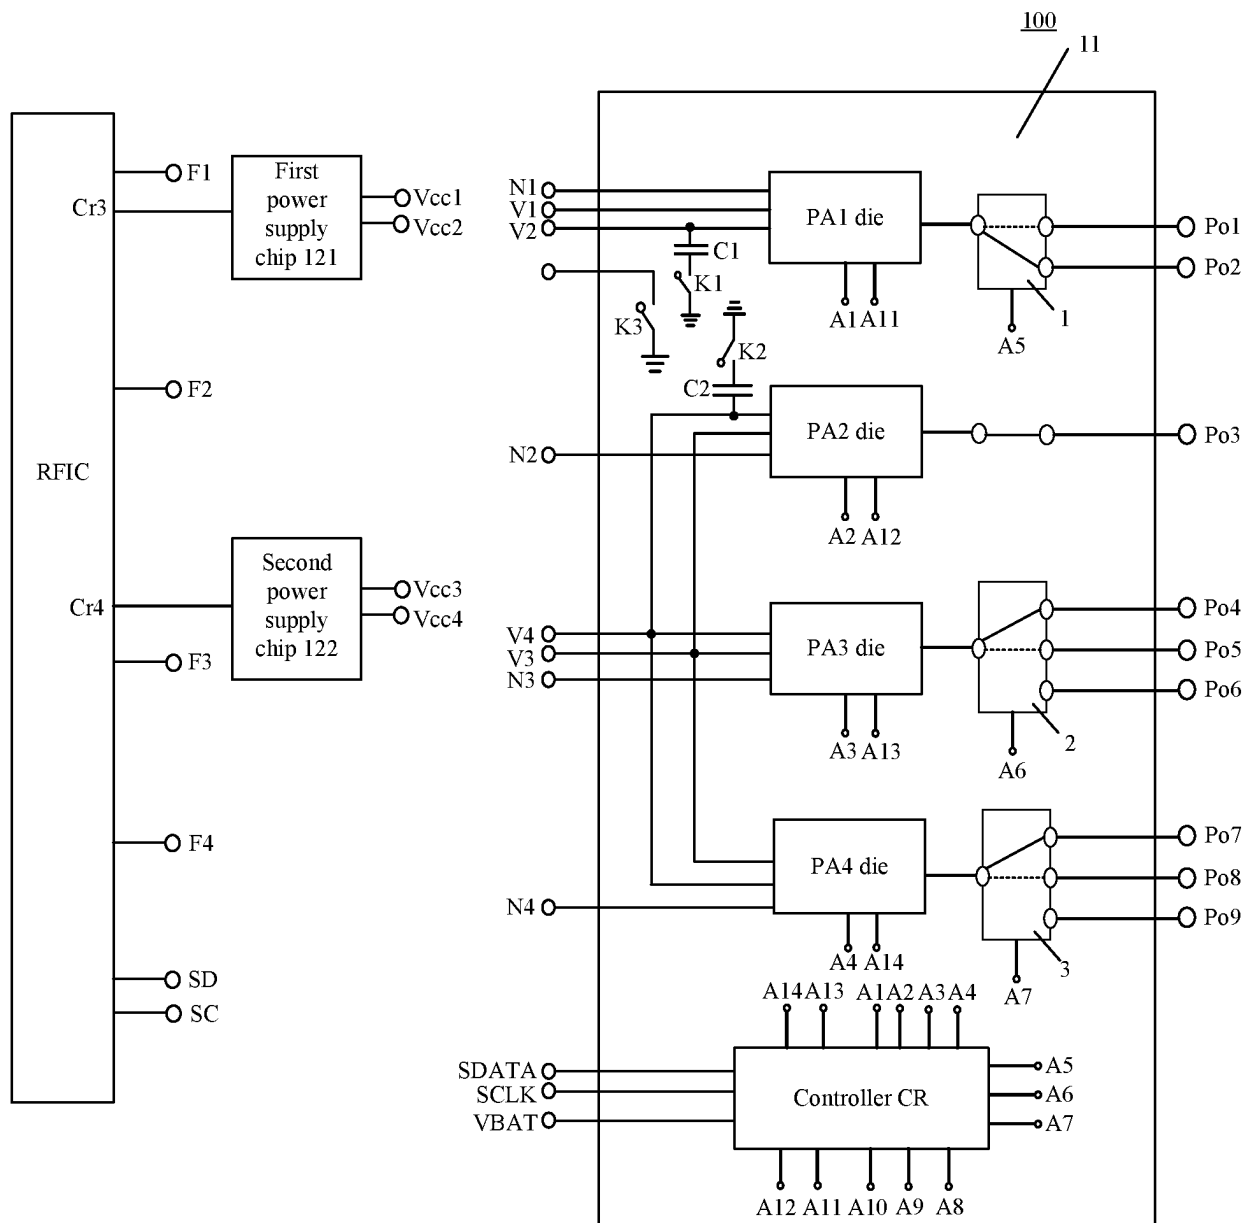 100
11
RFIC
Cr3
Cr4
F1
F2
F3
F4
SD
SC
First
power
supply
chip 121
Vcc1
Vcc2
Second
power
supply
chip 122
Vcc3
Vcc4
N1
V1
V2
C1
K1
K3
K2
C2
PA1 die
A1 A11
A5
1
Po1
Po2
N2
PA2 die
A2 A12
Po3
V4
V3
N3
PA3 die
A3 A13
A6
2
Po4
Po5
Po6
N4
PA4 die
A4 A14
A7
3
Po7
Po8
Po9
A14 A13 A1 A2 A3 A4
SDATA
SCLK
VBAT
Controller CR
A5
A6
A7
A12 A11 A10 A9 A8